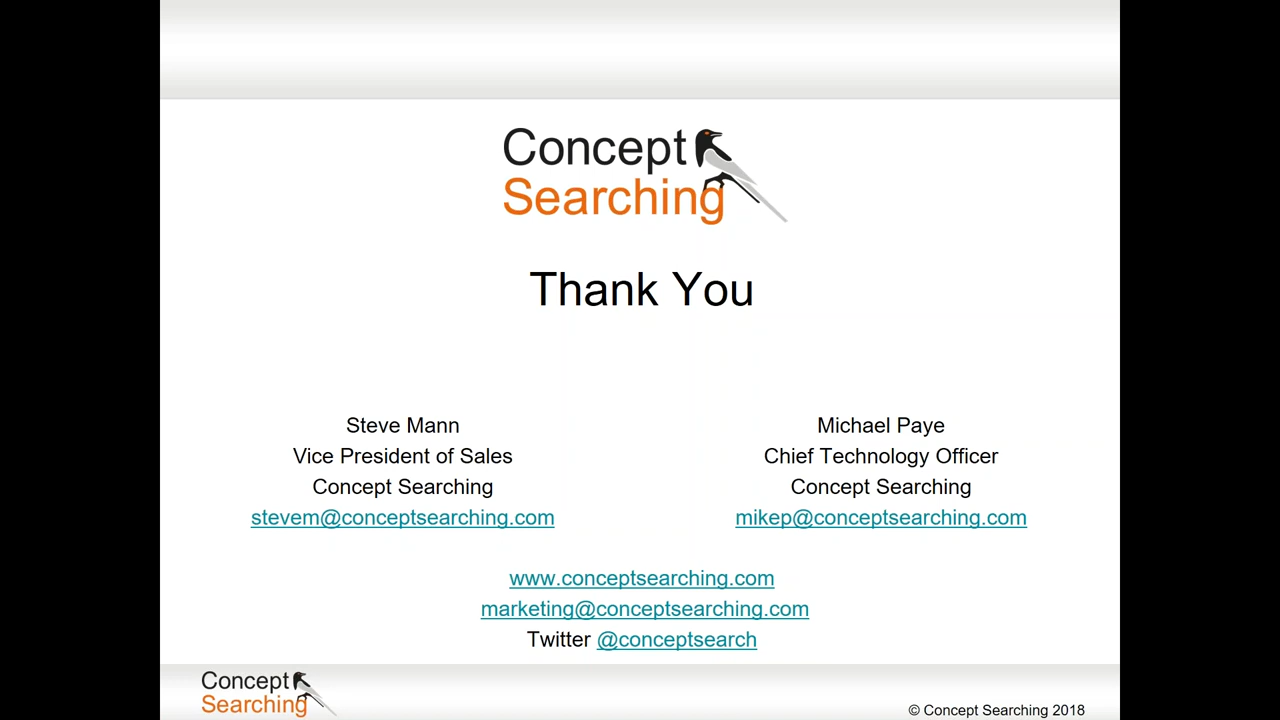 Concept
Searching
Thank You
Steve Mann
Vice President of Sales
Concept Searching
stevem@conceptsearching.com
Michael Paye
Chief Technology Officer
Concept Searching
mikep@conceptsearching.com
www.conceptsearching.com
marketing@conceptsearching.com
Twitter @conceptsearch
Concept
Searching
© Concept Searching 2018